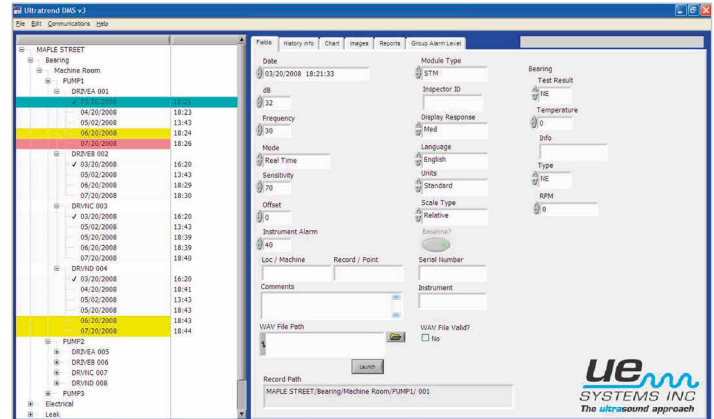 Ultratrend DMS v3
File Edit Communications Help
MAPLE STREET
Bearing
Machine Room
PUMP1
DRIVEA 001
03/20/2008 18:21
04/20/2008 18:23
05/02/2008 13:43
06/20/2008 18:24
07/20/2008 18:26
DRIVEB 002
03/20/2008 16:20
05/02/2008 13:43
06/20/2008 18:29
07/20/2008 18:30
DRVNC 003
03/20/2008 16:20
05/02/2008 13:43
05/20/2008 18:39
06/20/2008 18:39
07/20/2008 18:40
DRVND 004
03/20/2008 16:20
04/20/2008 18:41
05/02/2008 13:43
05/20/2008 18:43
06/20/2008 18:43
07/20/2008 18:44
PUMP2
DRIVEA 005
DRIVEB 006
DRVNC 007
DRVND 008
PUMP3
Electrical
Leak
Fields History info Chart Images Reports Group Alarm Level
Date
03/20/2008 18:21:33
dB
32
Frequency
30
Mode
Real Time
Sensitivity
70
Offset
0
Instrument Alarm
40
Loc / Machine Record / Point
Comments
WAV File Path
Launch
Record Path
MAPLE STREET/Bearing/Machine Room/PUMP1/ 001
Module Type
STM
Inspector ID
Display Response
Med
Language
English
Units
Standard
Scale Type
Relative
Baseline?
Serial Number
Instrument
WAV File Valid?
No
Bearing
Test Result
NE
Temperature
0
Info
Type
NE
RPM
0
ue
SYSTEMS INC
The ultrasound approach